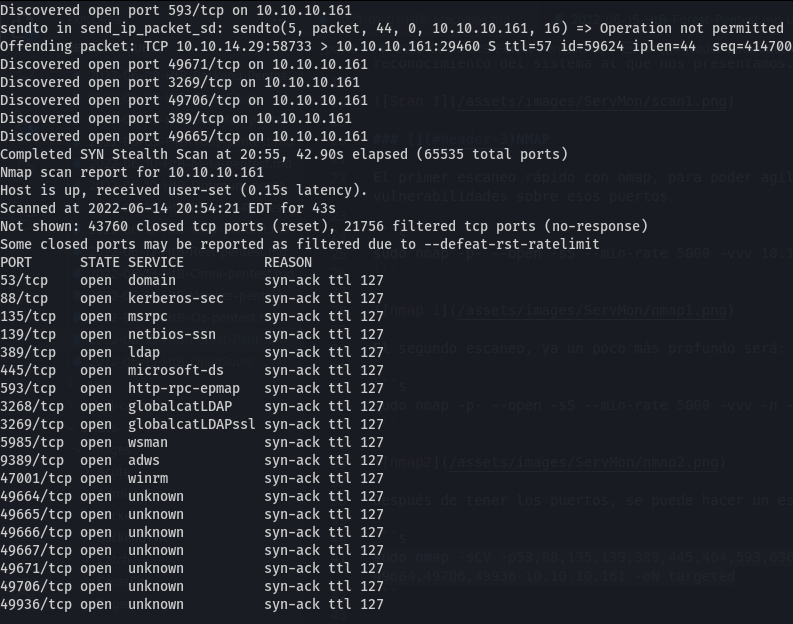 Discovered open port 593/tcp on 10.10.10.161
sendto in send_ip_packet_sd: sendto(5, packet, 44, 0, 10.10.10.161, 16) => Operation not permitted
Offending packet: TCP 10.10.14.29:58733 > 10.10.10.161:29460 S ttl=57 id=59624 iplen=44  seq=414700
Discovered open port 49671/tcp on 10.10.10.161
Discovered open port 3269/tcp on 10.10.10.161
Discovered open port 49706/tcp on 10.10.10.161
Discovered open port 389/tcp on 10.10.10.161
Discovered open port 49665/tcp on 10.10.10.161
Completed SYN Stealth Scan at 20:55, 42.90s elapsed (65535 total ports)
Nmap scan report for 10.10.10.161
Host is up, received user-set (0.15s latency).
Scanned at 2022-06-14 20:54:21 EDT for 43s
Not shown: 43760 closed tcp ports (reset), 21756 filtered tcp ports (no-response)
Some closed ports may be reported as filtered due to --defeat-rst-ratelimit
PORT      STATE SERVICE          REASON
53/tcp    open  domain           syn-ack ttl 127
88/tcp    open  kerberos-sec     syn-ack ttl 127
135/tcp   open  msrpc            syn-ack ttl 127
139/tcp   open  netbios-ssn      syn-ack ttl 127
389/tcp   open  ldap             syn-ack ttl 127
445/tcp   open  microsoft-ds     syn-ack ttl 127
593/tcp   open  http-rpc-epmap   syn-ack ttl 127
3268/tcp  open  globalcatLDAP    syn-ack ttl 127
3269/tcp  open  globalcatLDAPssl syn-ack ttl 127
5985/tcp  open  wsman            syn-ack ttl 127
9389/tcp  open  adws             syn-ack ttl 127
47001/tcp open  winrm            syn-ack ttl 127
49664/tcp open  unknown          syn-ack ttl 127
49665/tcp open  unknown          syn-ack ttl 127
49666/tcp open  unknown          syn-ack ttl 127
49667/tcp open  unknown          syn-ack ttl 127
49671/tcp open  unknown          syn-ack ttl 127
49706/tcp open  unknown          syn-ack ttl 127
49936/tcp open  unknown          syn-ack ttl 127